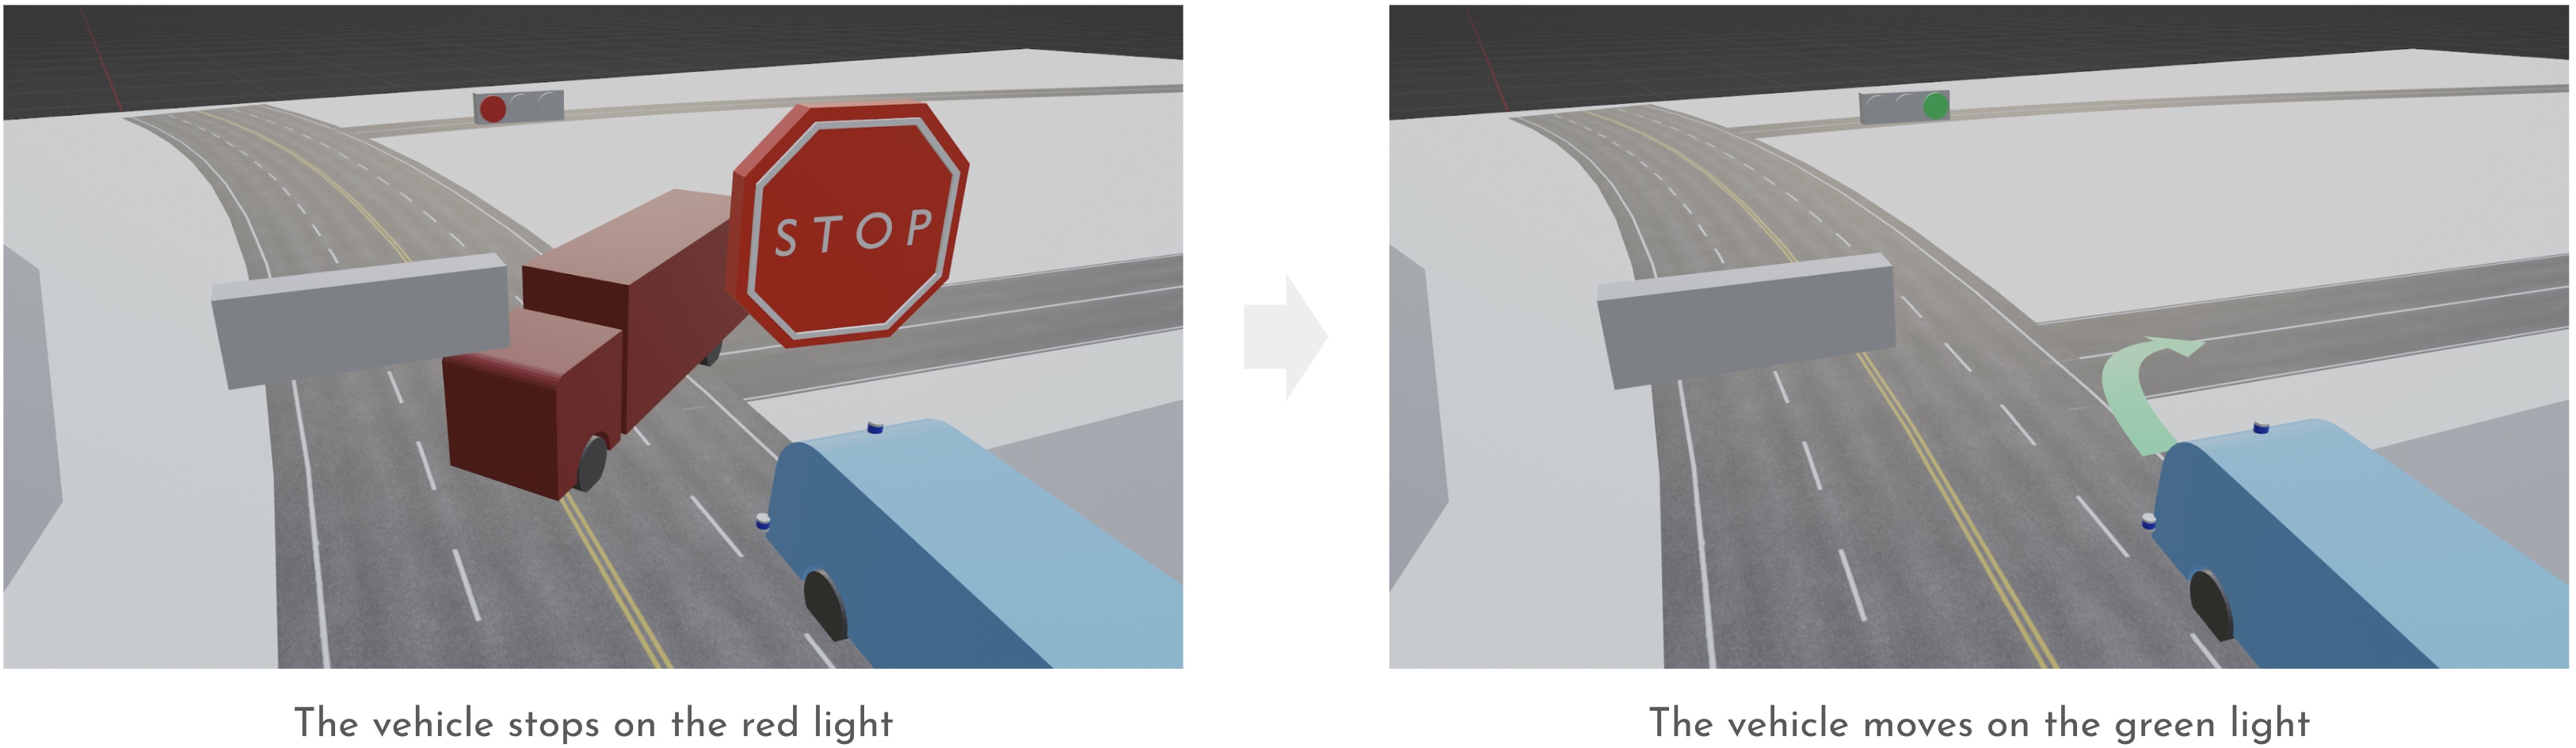 STOP
The vehicle stops on the red light
The vehicle moves on the green light